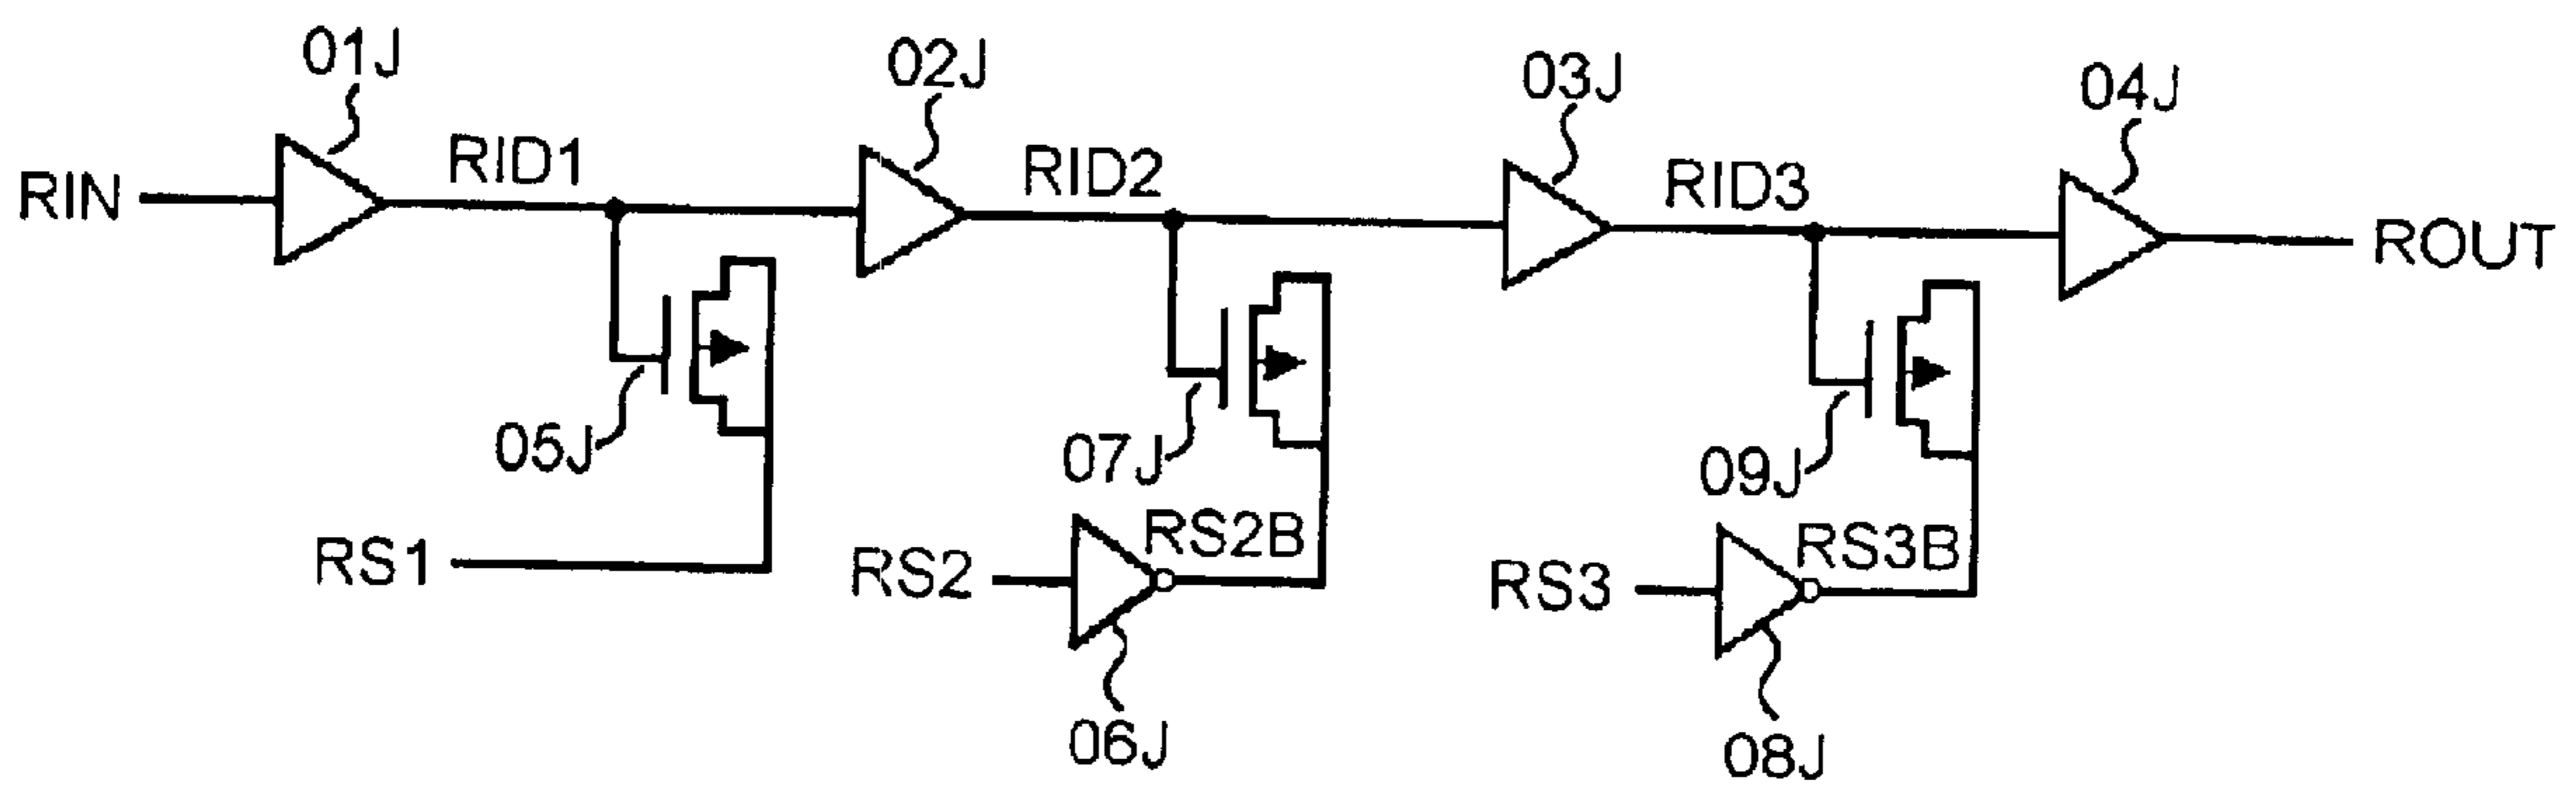 01J
02J
03J
04J
RIN
RID1
RID2
RID3
ROUT
05J
07J
09J
RS1
RS2
RS2B
RS3
RS3B
06J
08J